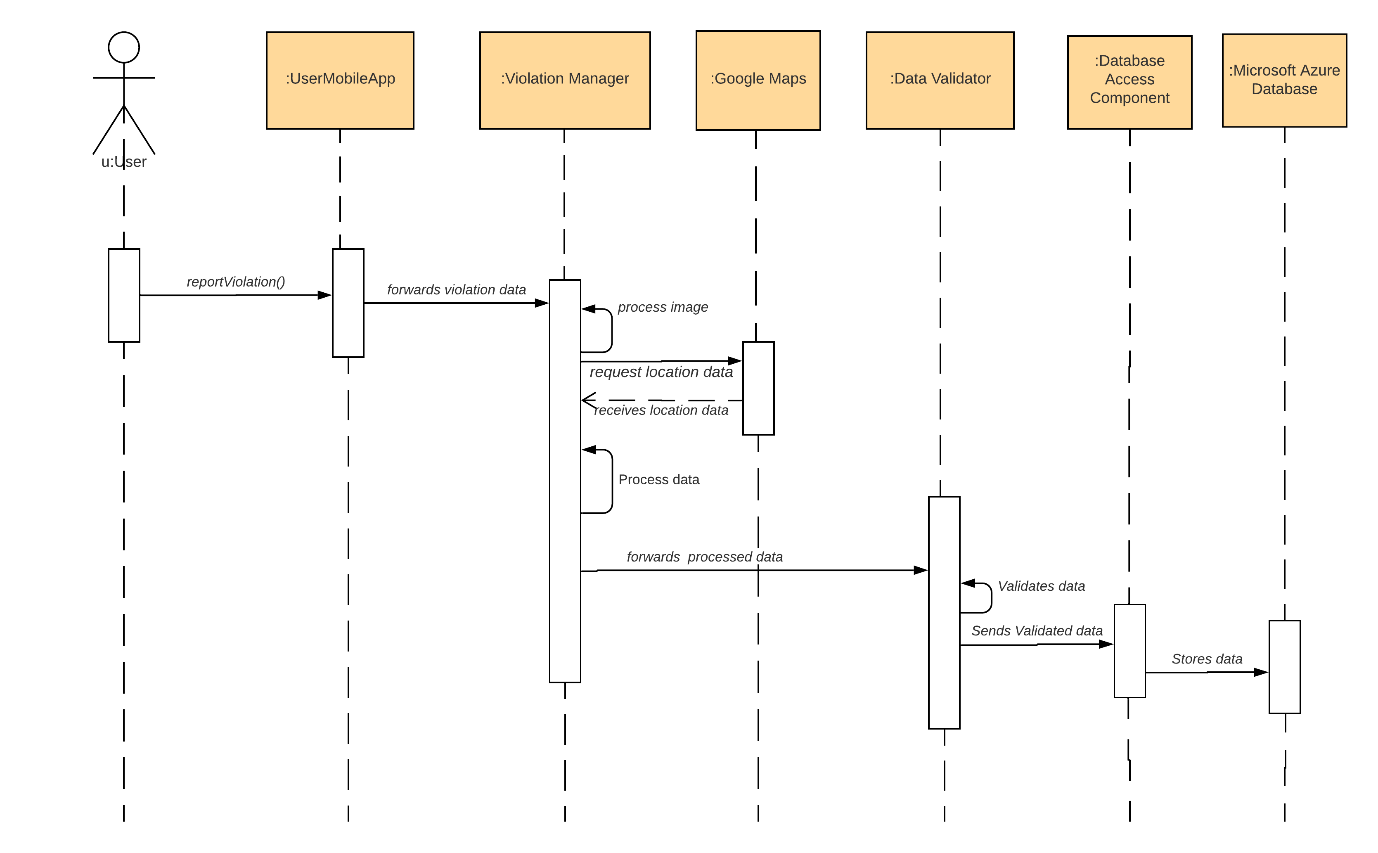 :UserMobileApp
:Violation Manager
:Google Maps
:Data Validator
:Database
Access
Component
:Microsoft Azure
Database
u:User
reportViolation()
forwards violation data
process image
request location data
receives location data
Process data
forwards  processed data
Validates data
Sends Validated data
Stores data